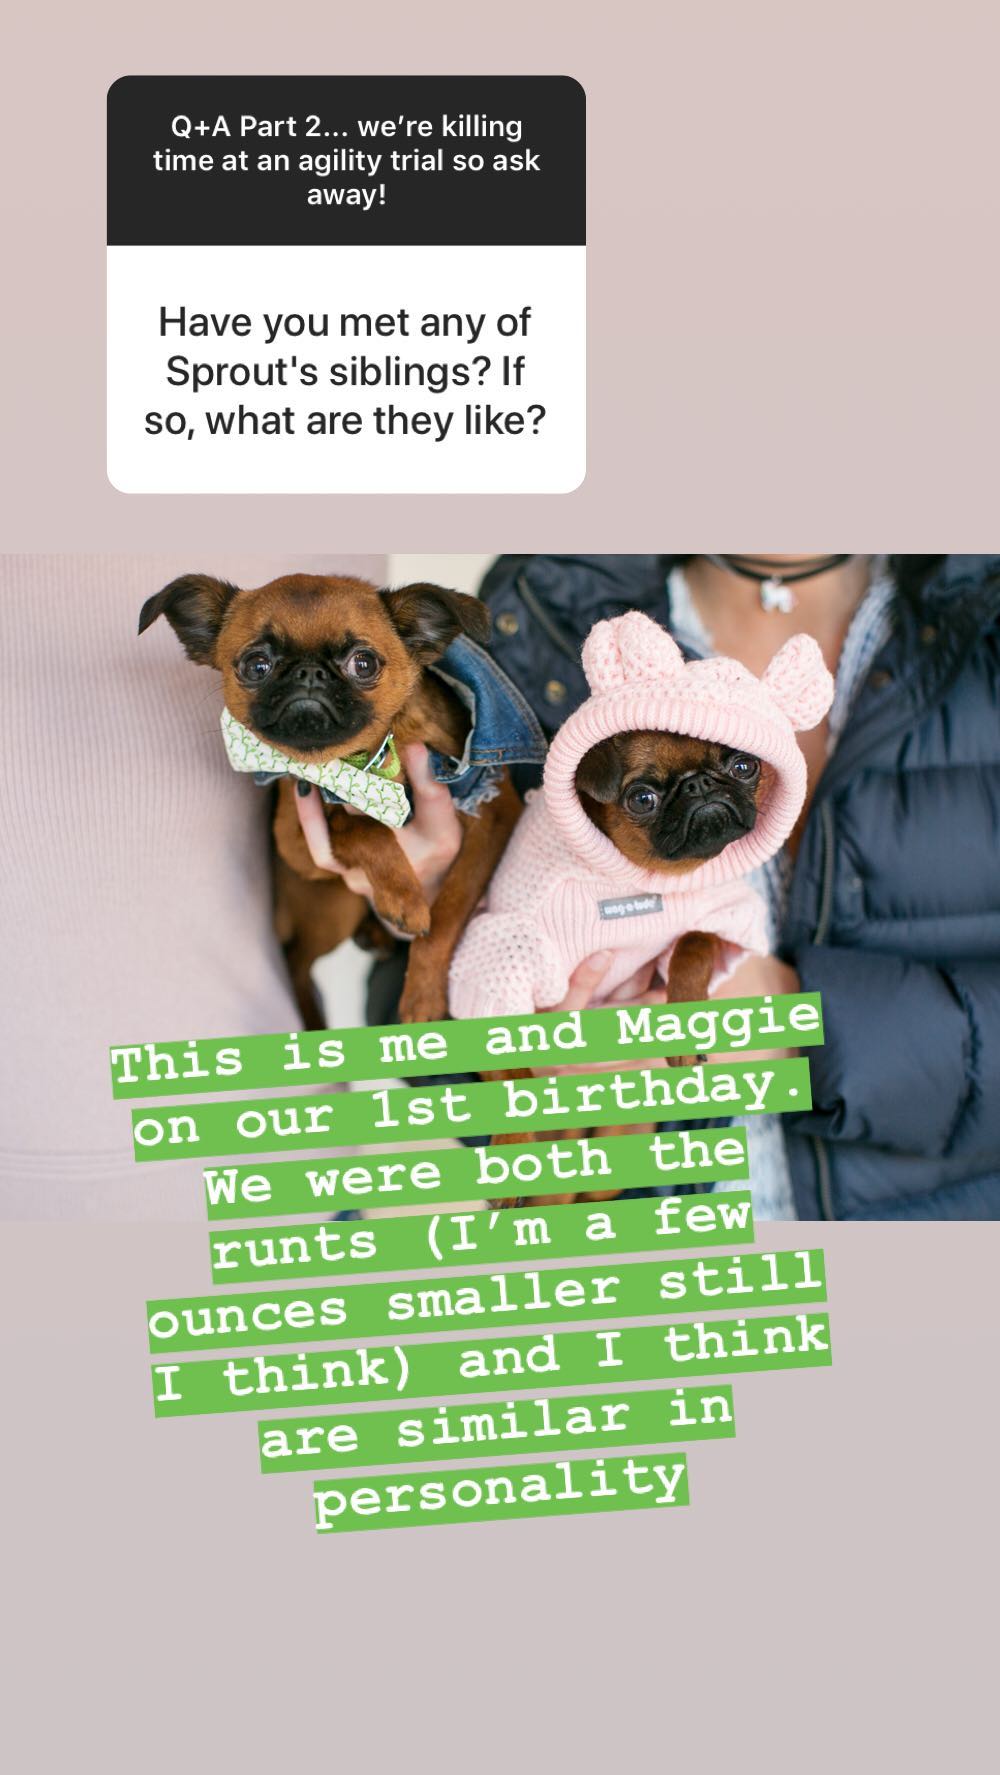 Q+A Part 2... we’re killing
time at an agility trial so ask
away!
Have you met any of
Sprout's siblings? If
so, what are they like?
wag-a-tude
This is me and Maggie
on our 1st birthday.
We were both the
runts (I’m a few
ounces smaller still
I think) and I think
are similar in
personality